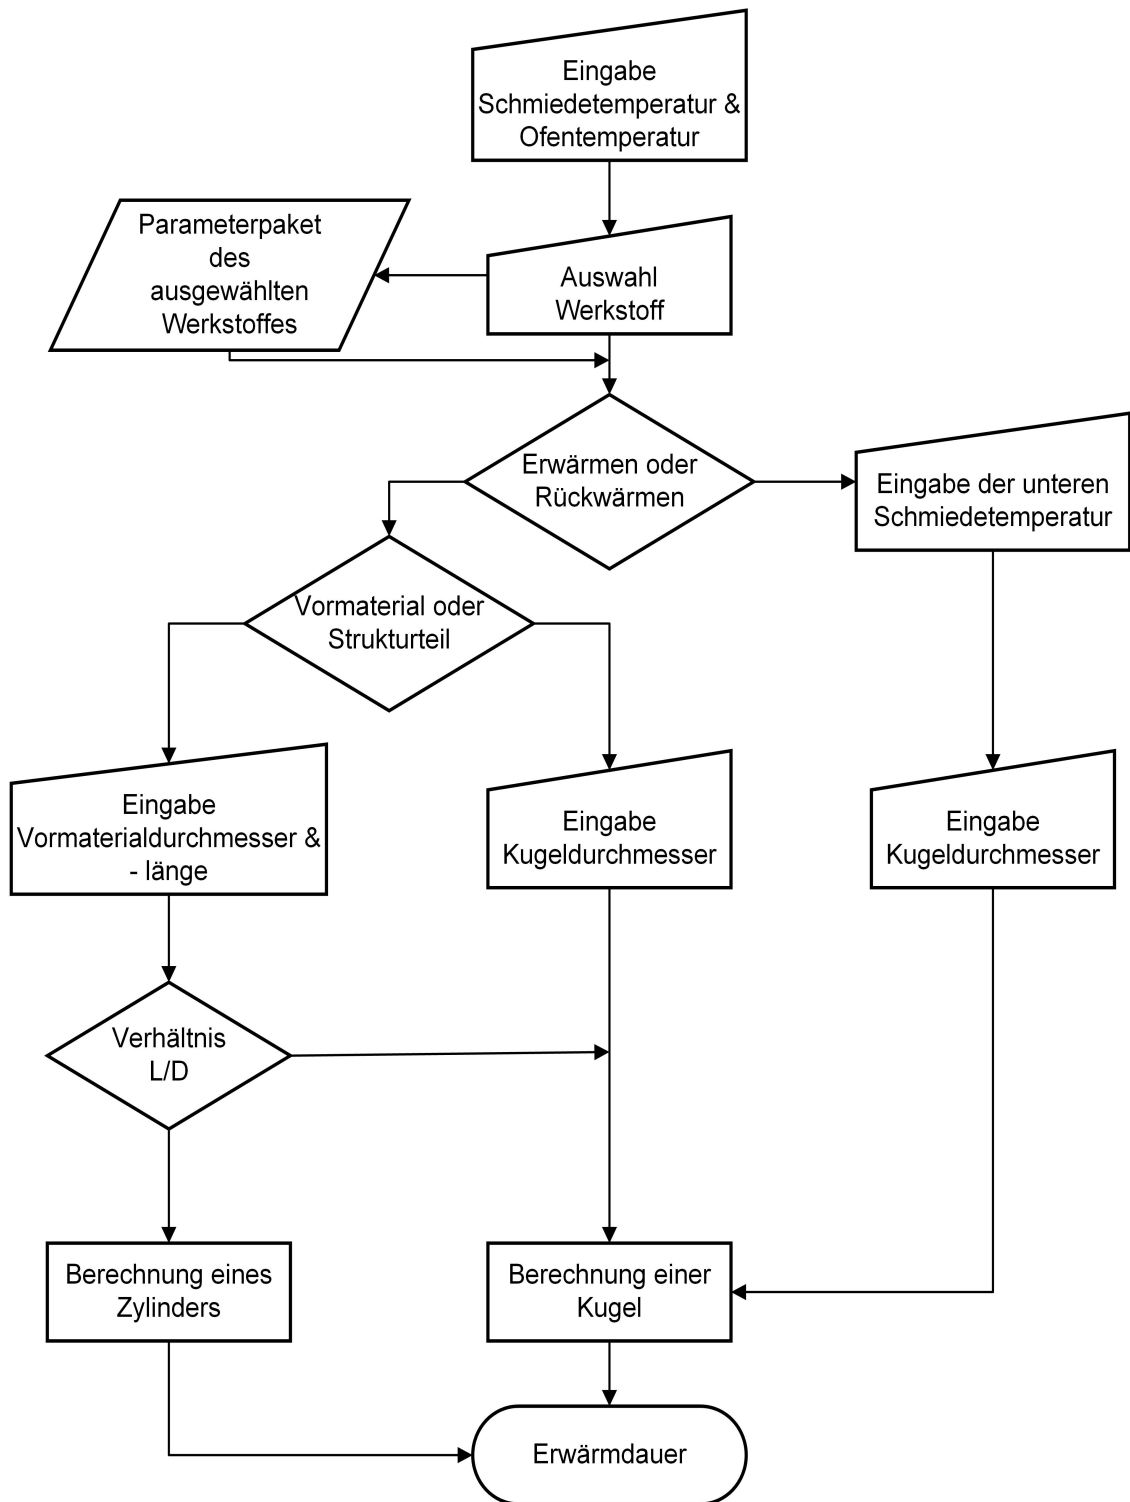 Eingabe
Schmiedetemperatur &
Ofentemperatur
Parameterpaket
des
ausgewählten
Werkstoffes
Auswahl
Werkstoff
Erwärmen oder
Rückwärmen
Eingabe der unteren
Schmiedetemperatur
Vormaterial oder
Strukturteil
Eingabe
Vormaterialdurchmesser &
- länge
Eingabe
Kugeldurchmesser
Eingabe
Kugeldurchmesser
Verhältnis
L/D
Berechnung eines
Zylinders
Berechnung einer
Kugel
Erwärmdauer